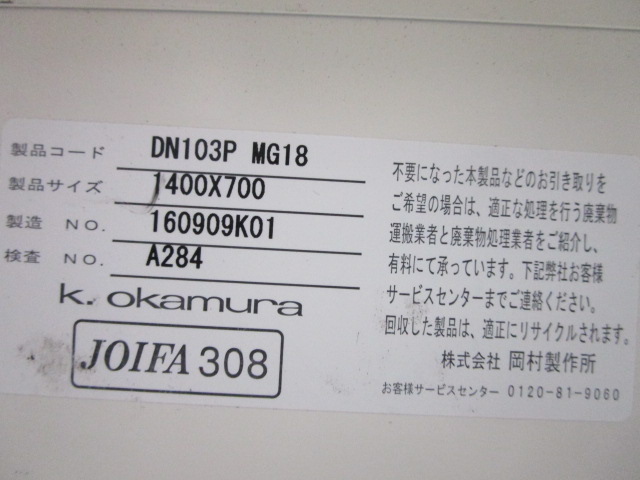 製品コード DN103P MG18
製品サイズ 1400X700
製造 NO. 160909K01
検査 NO. A284
k. okamura
JOIFA 308
不要になった本製品などのお引き取りを
ご希望の場合は、適正な処理を行う廃棄物
運搬業者と廃棄物処理業者をご紹介し、
有料にて承っています。下記弊社お客様
サービスセンターまでご連絡ください。
回収した製品は、適正にリサイクルされます。
株式会社 岡村製作所
お客様サービスセンター 0120-81-9060